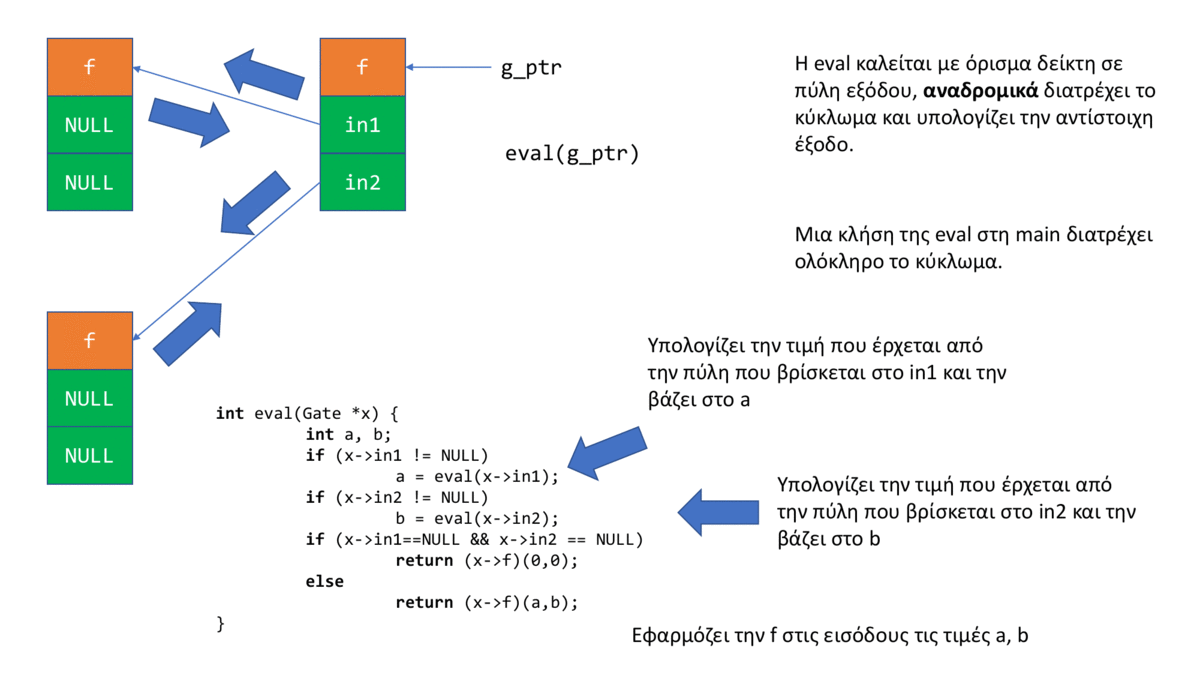 f
NULL
NULL
f
in1
in2
g_ptr
eval(g_ptr)
Η eval καλείται με όρισμα δείκτη σε
πύλη εξόδου, αναδρομικά διατρέχει το
κύκλωμα και υπολογίζει την αντίστοιχη
έξοδο.
Μια κλήση της eval στη main διατρέχει
ολόκληρο το κύκλωμα.
f
NULL
NULL
Υπολογίζει την τιμή που έρχεται από
την πύλη που βρίσκεται στο in1 και την
βάζει στο a
int eval(Gate *x) {
int a, b;
if (x->in1 != NULL)
a = eval(x->in1);
if (x->in2 != NULL)
b = eval(x->in2);
if (x->in1==NULL && x->in2 == NULL)
return (x->f)(0,0);
else
return (x->f)(a,b);
}
Υπολογίζει την τιμή που έρχεται από
την πύλη που βρίσκεται στο in2 και την
βάζει στο b
Εφαρμόζει την f στις εισόδους τις τιμές a, b